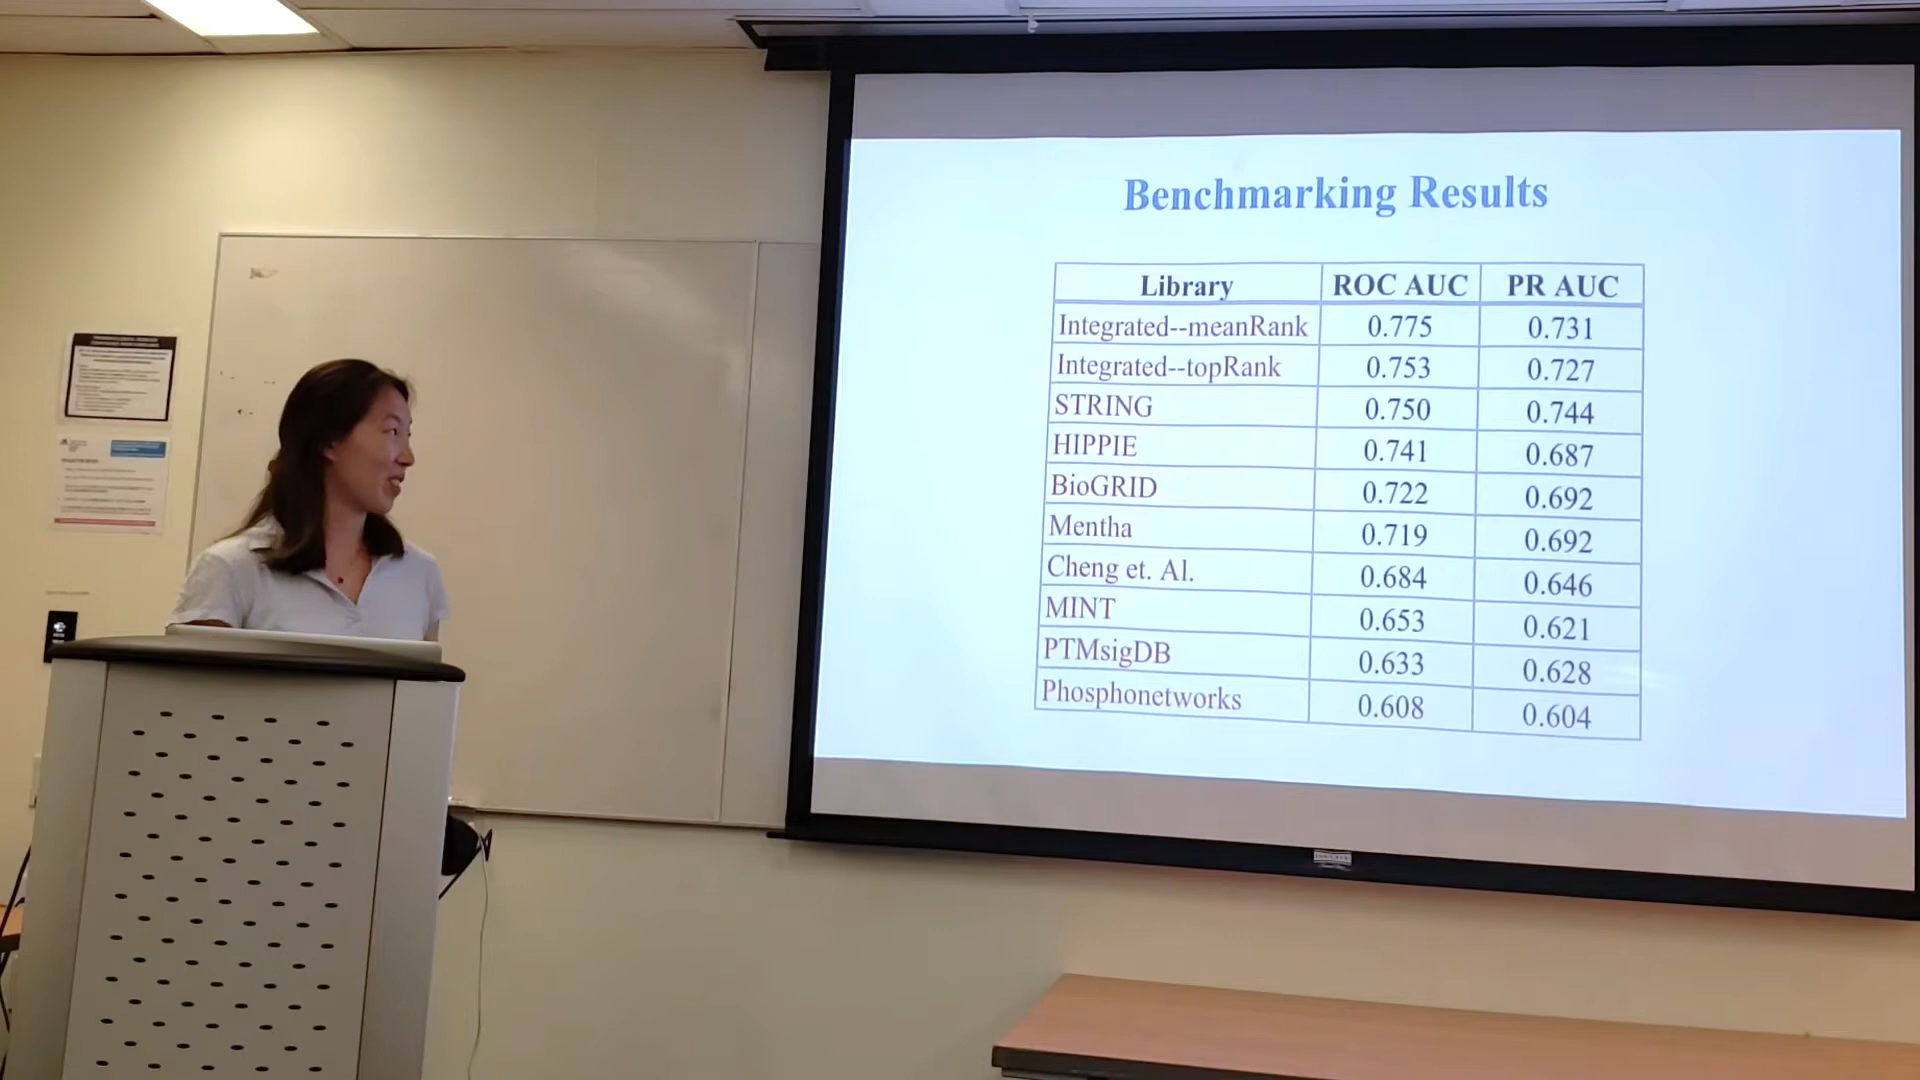 Benchmarking Results
Library ROC AUC PR AUC
Integrated--meanRank 0.775 0.731
Integrated--topRank 0.753 0.727
STRING 0.750 0.744
HIPPIE 0.741 0.687
BioGRID 0.722 0.692
Mentha 0.719 0.692
Cheng et. Al. 0.684 0.646
MINT 0.653 0.621
PTMsigDB 0.633 0.628
Phosphonetworks 0.608 0.604